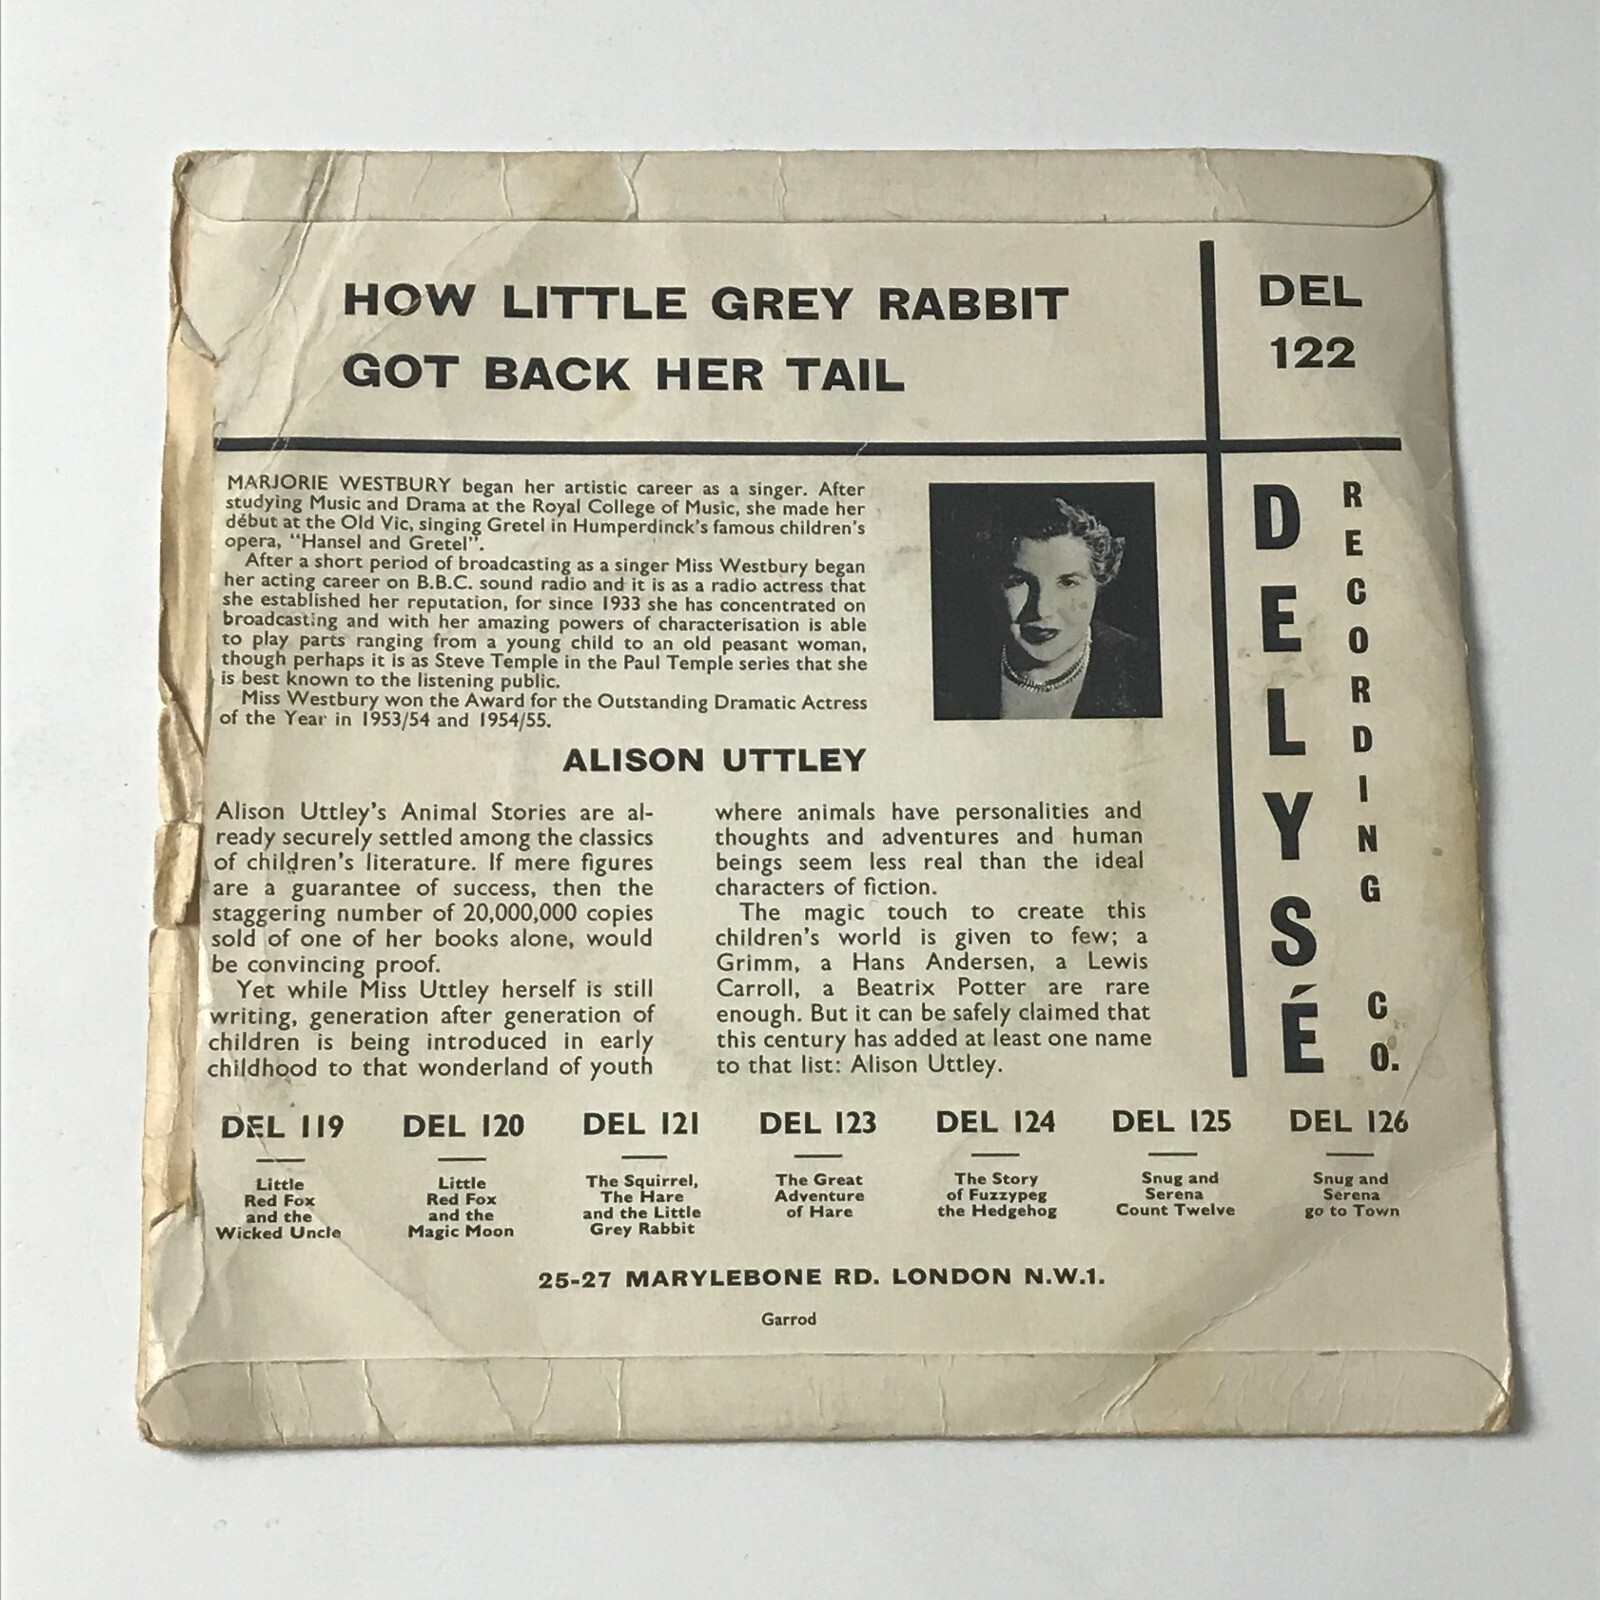 HOW LITTLE GREY RABBIT
GOT BACK HER TAIL
DEL
122
MARJORIE WESTBURY began her artistic career as a singer. After
studying Music and Drama at the Royal College of Music, she made her
début at the Old Vic, singing Gretel in Humperdinck's famous children's
opera, "Hansel and Gretel".
After a short period of broadcasting as a singer Miss Westbury began
her acting career on B.B.C. sound radio and it is as a radio actress that
she established her reputation, for since 1933 she has concentrated on
broadcasting and with her amazing powers of characterisation is able
to play parts ranging from a young child to an old peasant woman,
though perhaps it is as Steve Temple in the Paul Temple series that she
is best known to the listening public.
Miss Westbury won the Award for the Outstanding Dramatic Actress
of the Year in 1953/54 and 1954/55.
DELYSÉ
RECORDING CO.
ALISON UTTLEY
Alison Uttley's Animal Stories are al-
ready securely settled among the classics
of children's literature. If mere figures
are a guarantee of success, then the
staggering number of 20,000,000 copies
sold of one of her books alone, would
be convincing proof.
Yet while Miss Uttley herself is still
writing, generation after generation of
children is being introduced in early
childhood to that wonderland of youth
where animals have personalities and
thoughts and adventures and human
beings seem less real than the ideal
characters of fiction.
The magic touch to create this
children's world is given to few; a
Grimm, a Hans Andersen, a Lewis
Carroll, a Beatrix Potter are rare
enough. But it can be safely claimed that
this century has added at least one name
to that list: Alison Uttley.
DEL 119
Little
Red Fox
and the
Wicked Uncle
DEL 120
Little
Red Fox
and the
Magic Moon
DEL 121
The Squirrel,
The Hare
and the Little
Grey Rabbit
DEL 123
The Great
Adventure
of Hare
DEL 124
The Story
of Fuzzypeg
the Hedgehog
DEL 125
Snug and
Serena
Count Twelve
DEL 126
Snug and
Serena
go to Town
25-27 MARYLEBONE RD. LONDON N.W.1.
Garrod